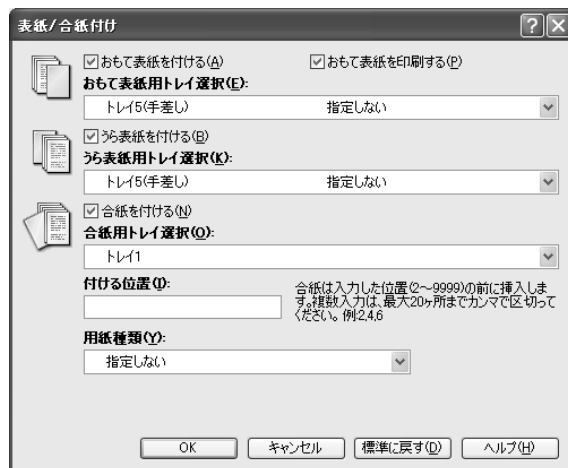 表紙/合紙付け
おもて表紙を付ける(A) おもて表紙を印刷する(P)
おもて表紙用トレイ選択(E):
トレイ5(手差し) 指定しない
うら表紙を付ける(B)
うら表紙用トレイ選択(K):
トレイ5(手差し) 指定しない
合紙を付ける(N)
合紙用トレイ選択(O):
トレイ1
付ける位置(I):
合紙は入力した位置(2~9999)の前に挿入しま
す。複数入力は、最大20ヶ所までカンマで区切って
ください。例:2,4,6
用紙種類(Y):
指定しない
OK キャンセル 標準に戻す(D) ヘルプ(H)